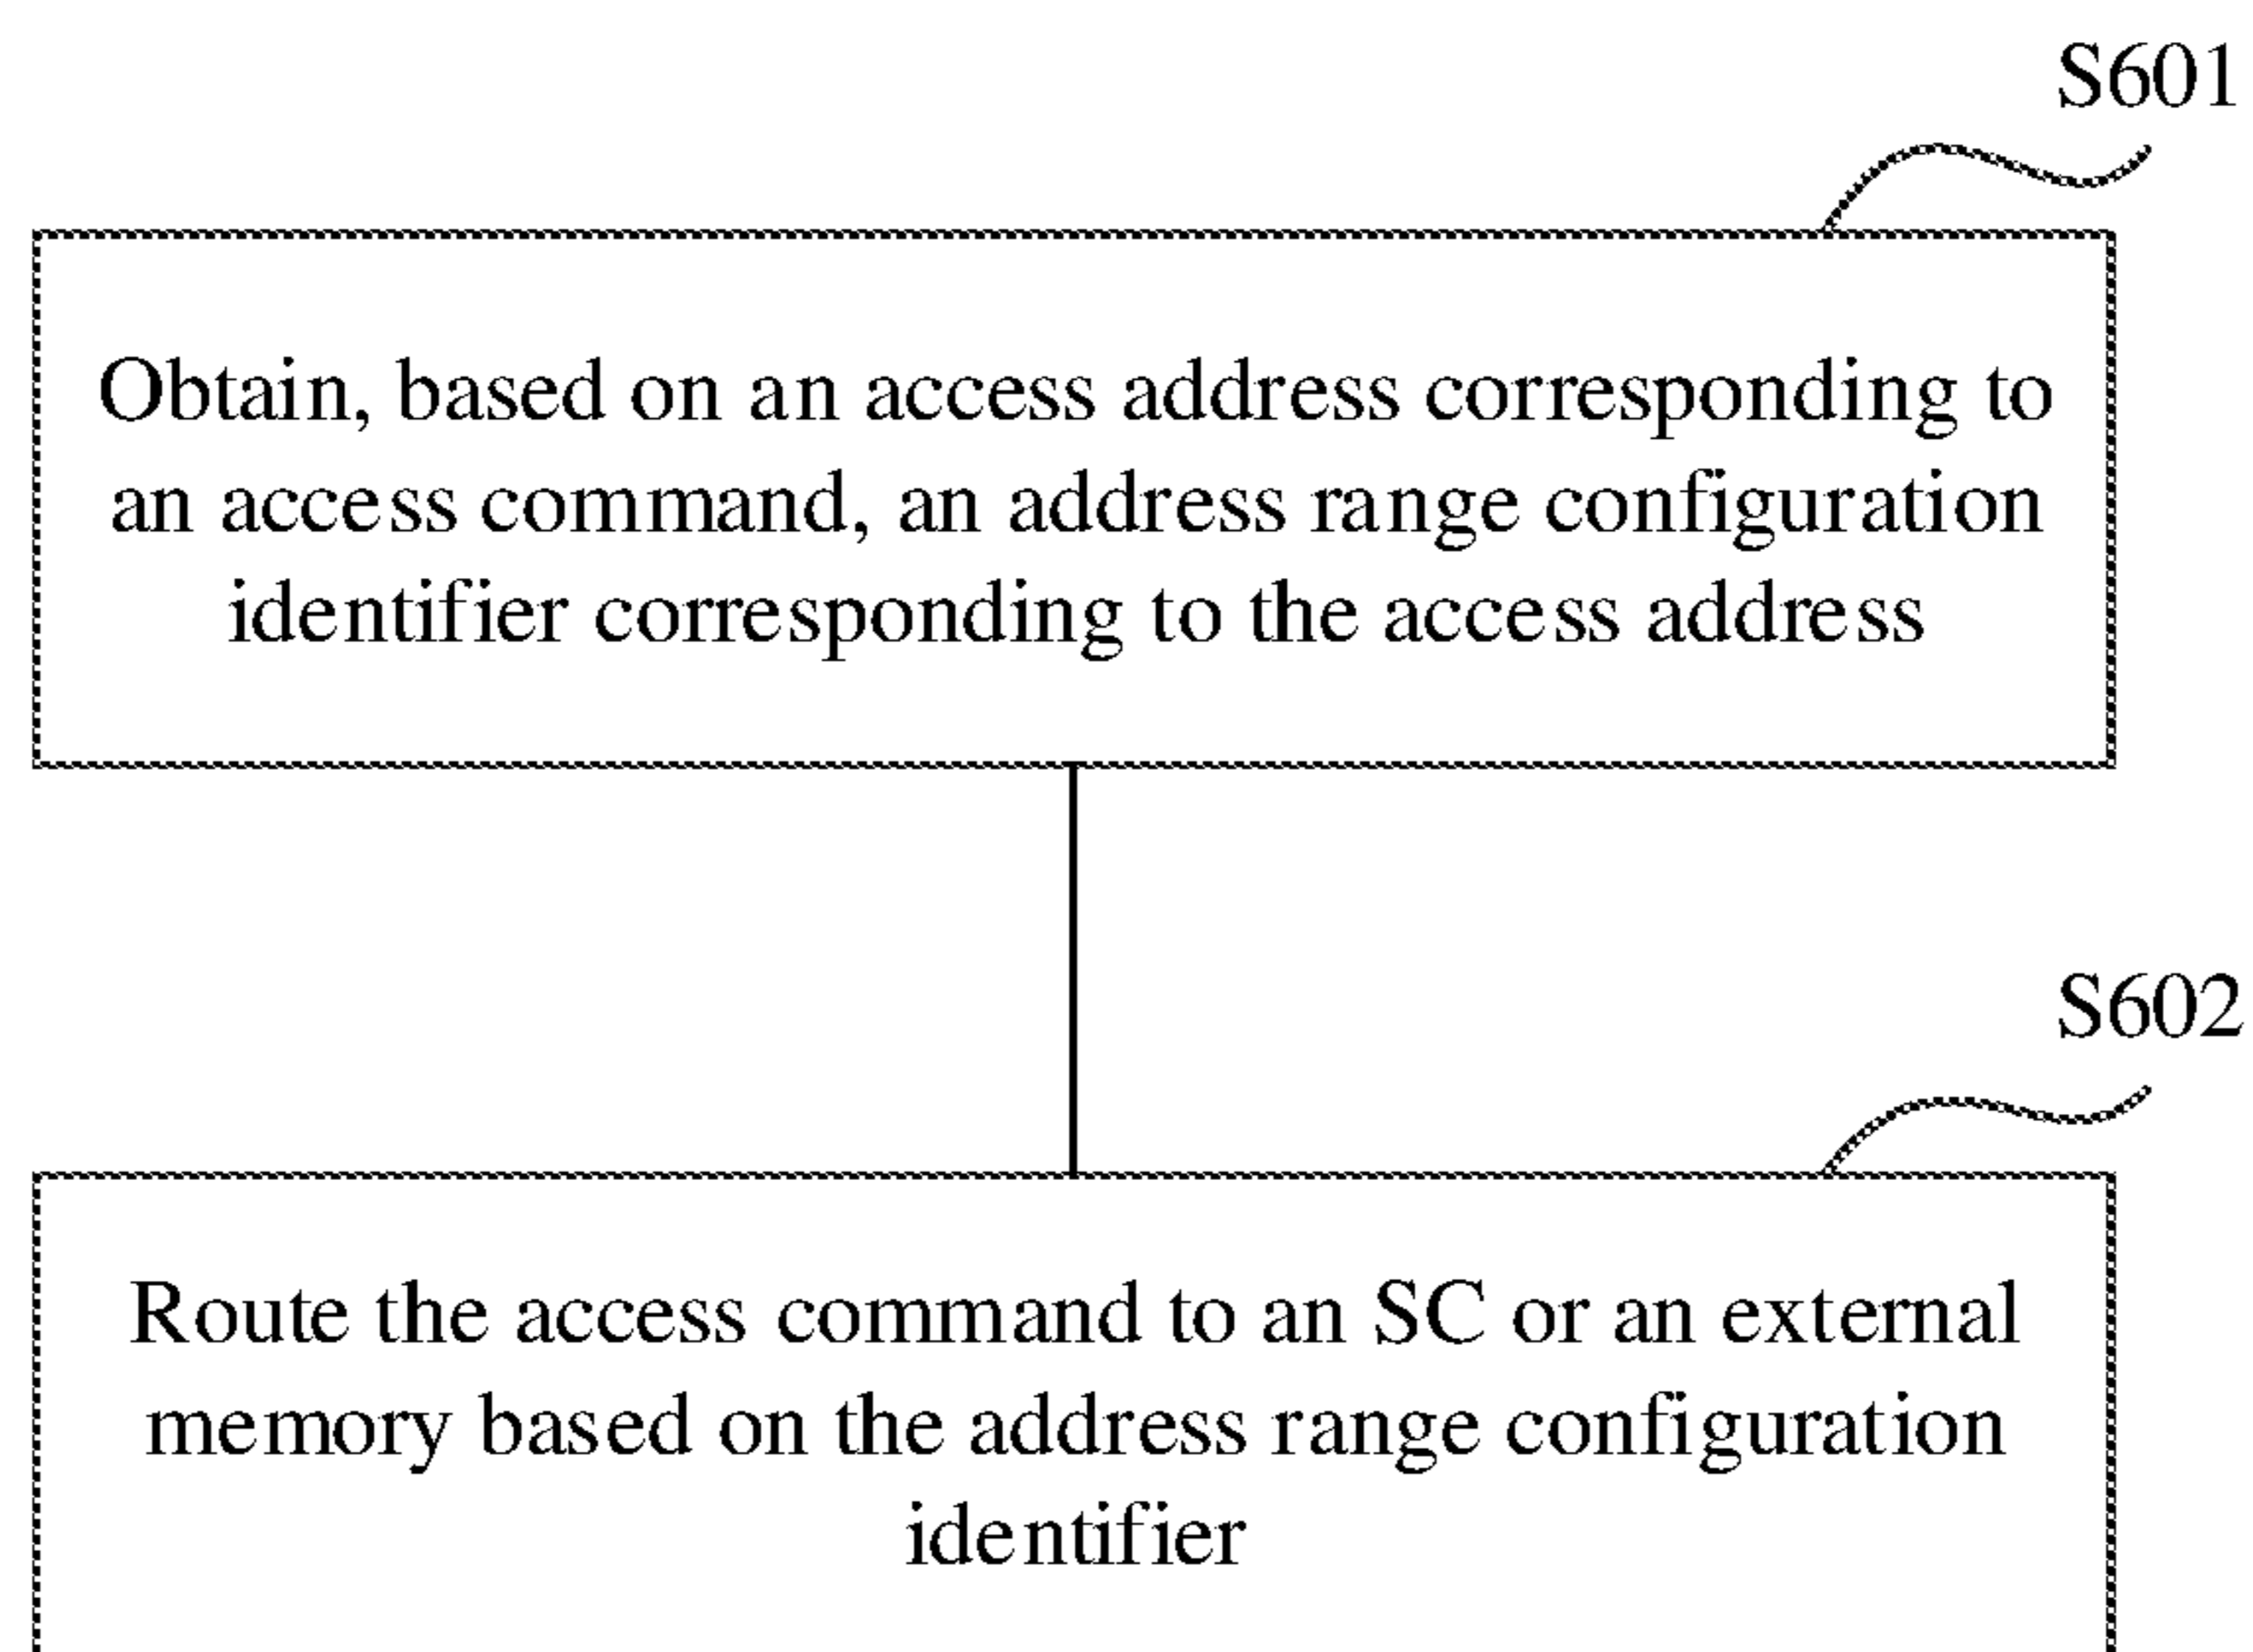 S601
Obtain, based on an access address corresponding to
an access command, an address range configuration
identifier corresponding to the access address
S602
Route the access command to an SC or an external
memory based on the address range configuration
identifier